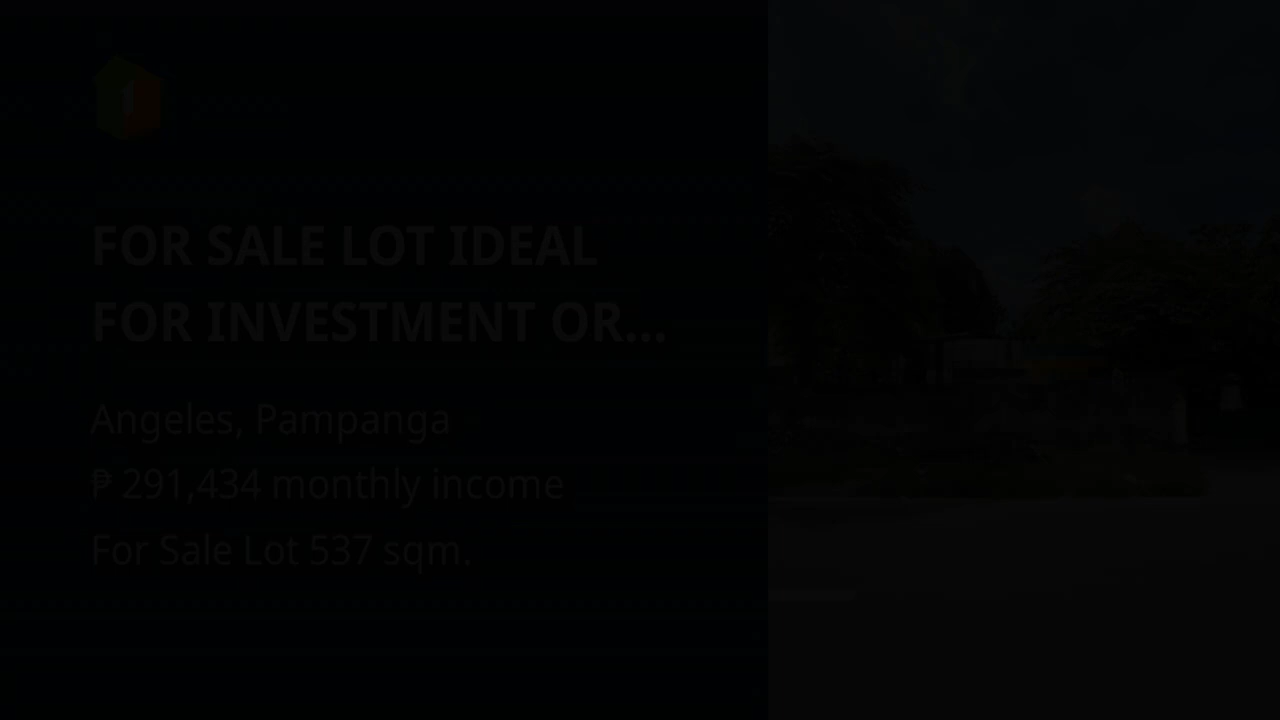 FOR SALE LOT IDEAL
FOR INVESTMENT OR...
Angeles, Pampanga
₱ 291,434 monthly income
For Sale Lot 537 sqm.